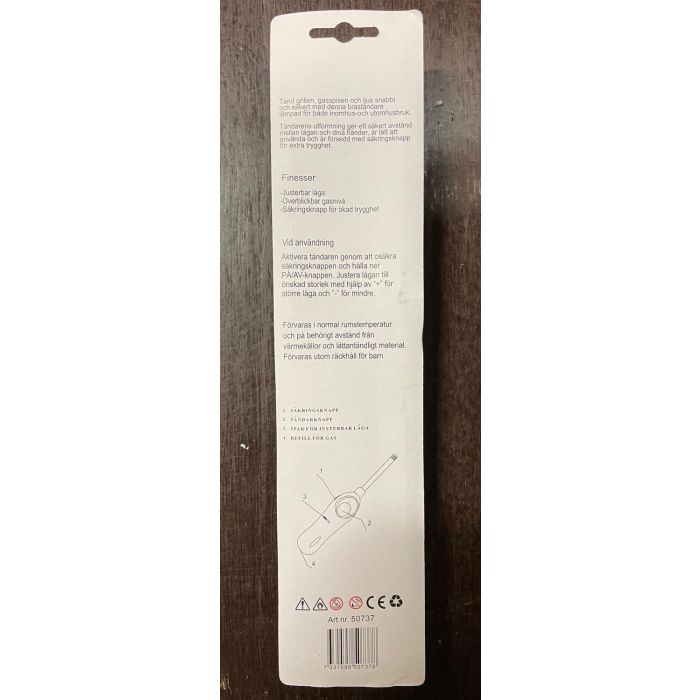 Tänd grillen, gasspisen och ljus snabbt
och säkert med denna braständare
lämpad för både inomhus-och utomhusbruk.
Tändarens utformning ger ett säkert avstånd
mellan lågan och dina händer, är lätt att
använda och är försedd med säkringsknapp
för extra trygghet.
Finesser
-Justerbar låga
-Överblickbar gasnivå
-Säkringsknapp för ökad trygghet
Vid användning
Aktivera tändaren genom att osäkra
säkringsknappen och hålla ner
PÅ/AV-knappen. Justera lågan till
önskad storlek med hjälp av "+" för
större låga och "-" för mindre.
Förvaras i normal rumstemperatur
och på behörigt avstånd från
värmekällor och lättantändligt material.
Förvaras utom räckhåll för barn
1. SÄKRINGSKNAPP
2. TÄNDARKNAPP
3. SPAK FÖR JUSTERBAR LÅGA
4. REFILL FÖR GAS
1
3
2
4
CE
Art nr. 50737
7 331598 507376